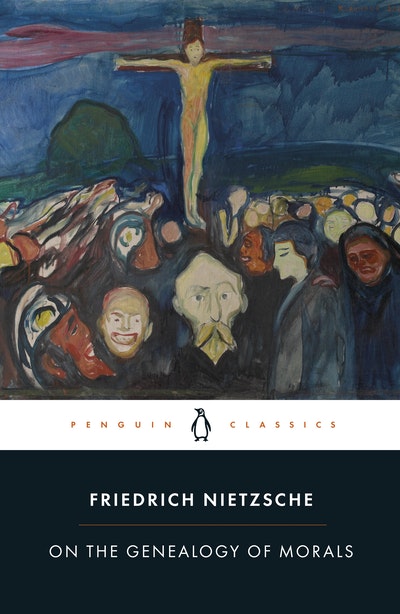 PENGUIN CLASSICS
FRIEDRICH NIETZSCHE
ON THE GENEALOGY OF MORALS